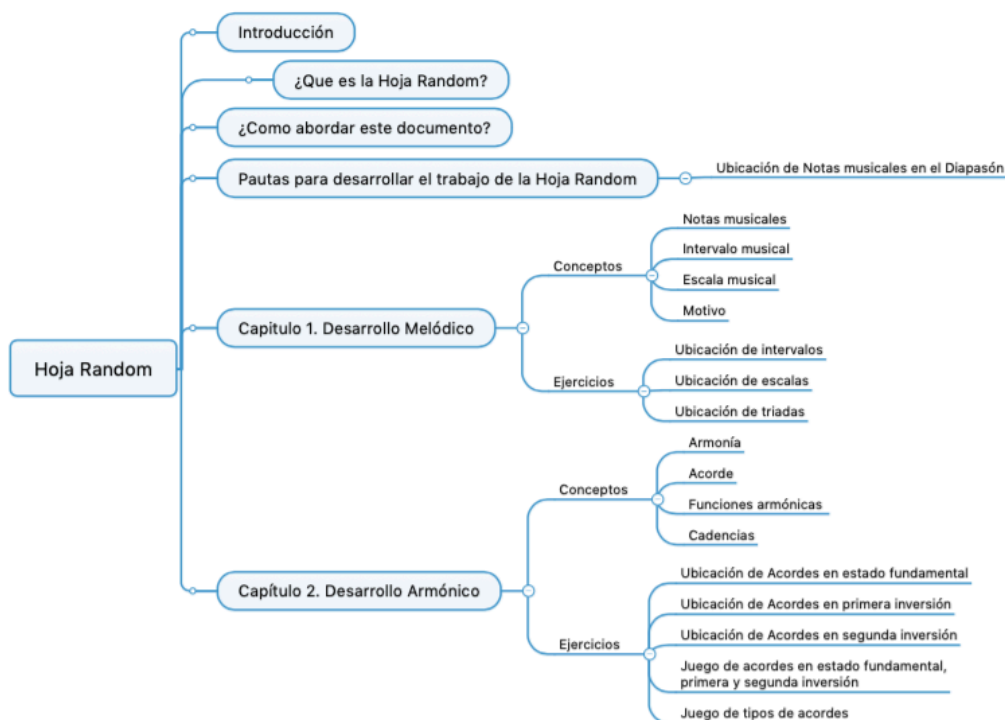 Introducción
¿Que es la Hoja Random?
¿Como abordar este documento?
Pautas para desarrollar el trabajo de la Hoja Random
Ubicación de Notas musicales en el Diapasón
Hoja Random
Capitulo 1. Desarrollo Melódico
Conceptos
Notas musicales
Intervalo musical
Escala musical
Motivo
Ejercicios
Ubicación de intervalos
Ubicación de escalas
Ubicación de triadas
Capítulo 2. Desarrollo Armónico
Conceptos
Armonía
Acorde
Funciones armónicas
Cadencias
Ejercicios
Ubicación de Acordes en estado fundamental
Ubicación de Acordes en primera inversión
Ubicación de Acordes en segunda inversión
Juego de acordes en estado fundamental,
primera y segunda inversión
Juego de tipos de acordes